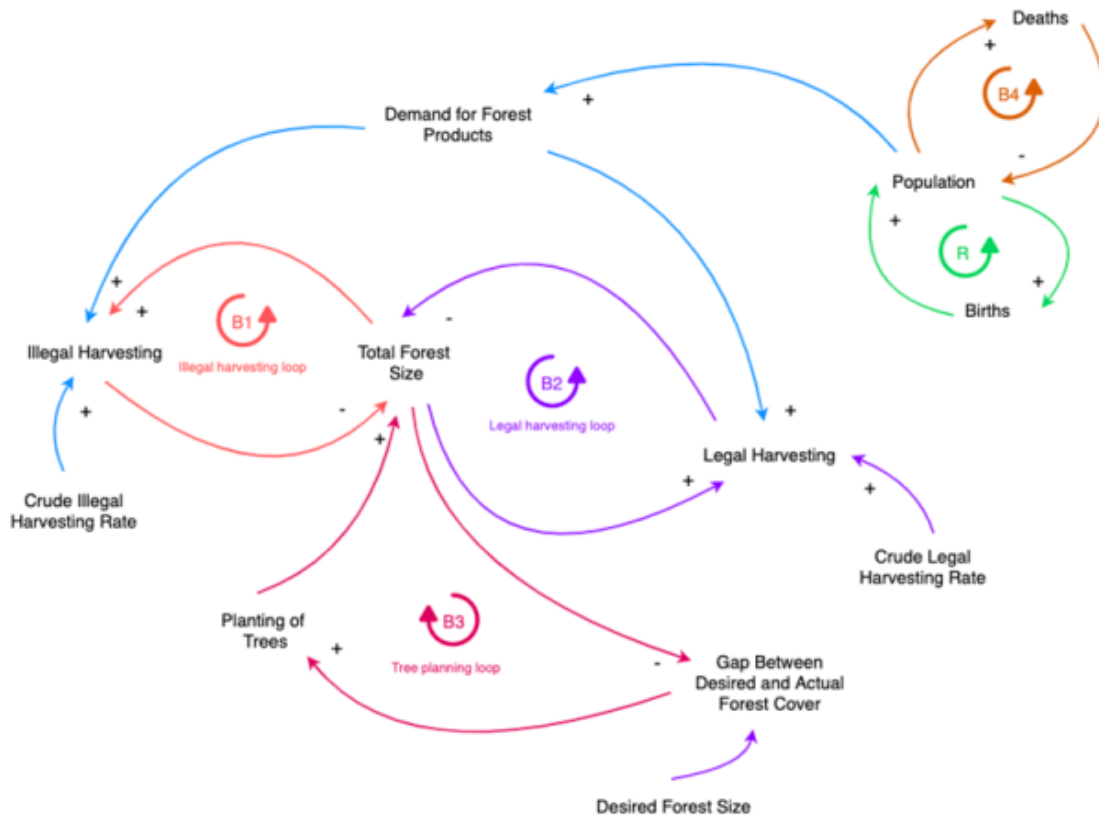 Deaths
+
B4
+
Demand for Forest
Products
-
Population
+
R
+
+
+
Births
B1
-
Illegal Harvesting
Illegal harvesting loop
Total Forest
Size
B2
+
-
+
Legal harvesting loop
+
Legal Harvesting
+
+
Crude Illegal
Harvesting Rate
Crude Legal
Harvesting Rate
Planting of
Trees
B3
+
Tree planning loop
-
Gap Between
Desired and Actual
Forest Cover
Desired Forest Size